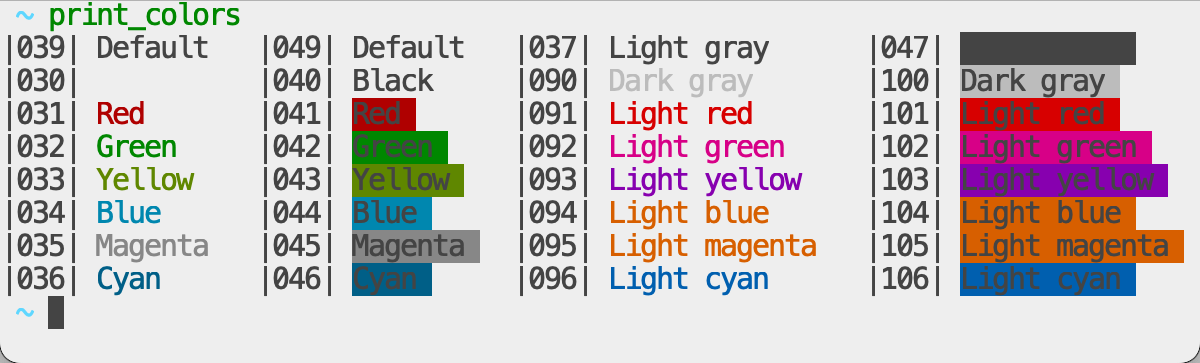 ~ print_colors
|039| Default |049| Default |037| Light gray |047|
|030| |040| Black |090| Dark gray |100| Dark gray
|031| Red |041| Red |091| Light red |101| Light red
|032| Green |042| Green |092| Light green |102| Light green
|033| Yellow |043| Yellow |093| Light yellow |103| Light yellow
|034| Blue |044| Blue |094| Light blue |104| Light blue
|035| Magenta |045| Magenta |095| Light magenta |105| Light magenta
|036| Cyan |046| Cyan |096| Light cyan |106| Light cyan
~